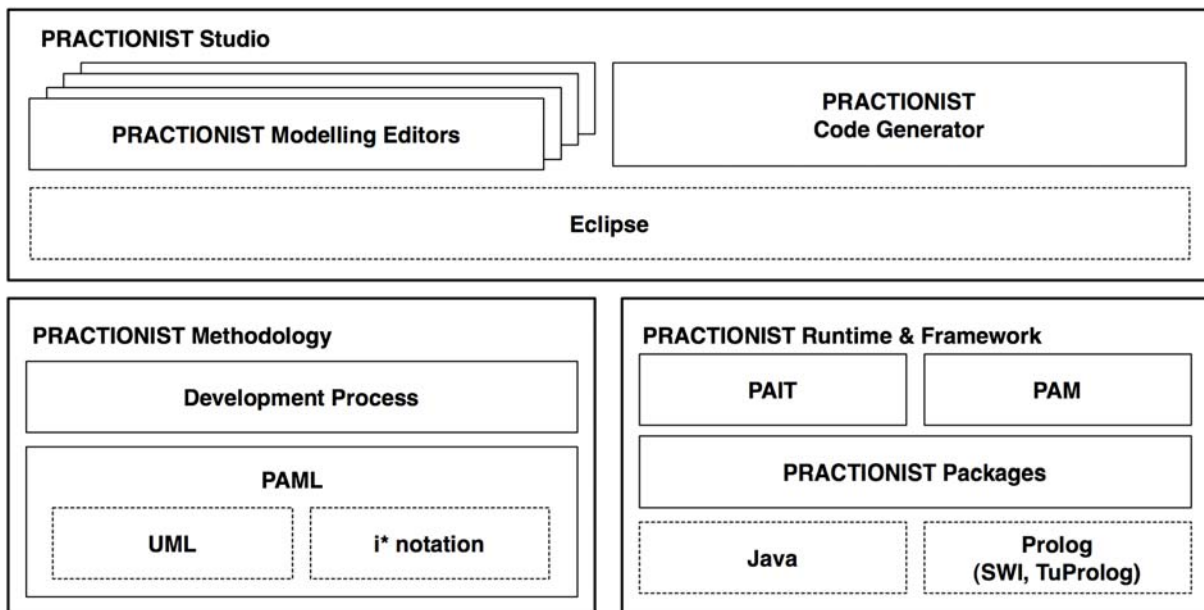 PRACTIONIST Studio
PRACTIONIST Modelling Editors
PRACTIONIST
Code Generator
Eclipse
PRACTIONIST Methodology
Development Process
PAML
UML
i* notation
PRACTIONIST Runtime & Framework
PAIT
PAM
PRACTIONIST Packages
Java
Prolog
(SWI, TuProlog)